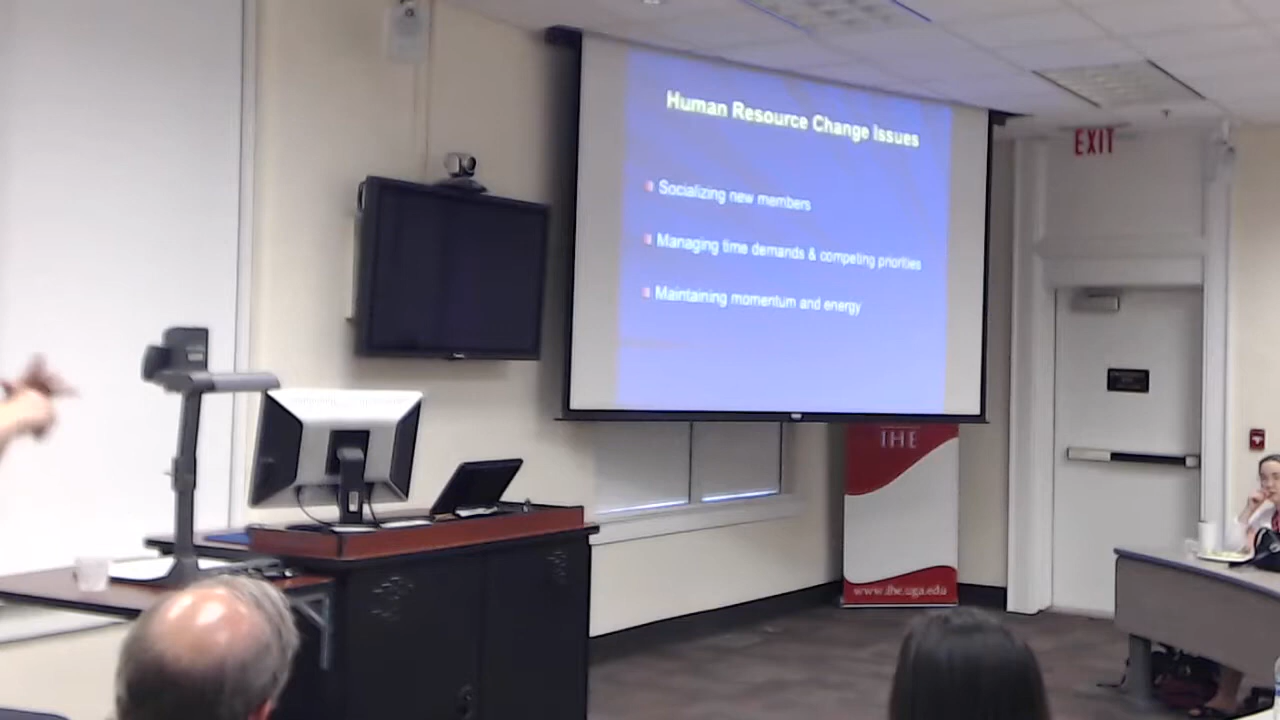 Human Resource Change Issues
Socializing new members
Managing time demands & competing priorities
Maintaining momentum and energy
EXIT
IHE
www.ihe.uga.edu